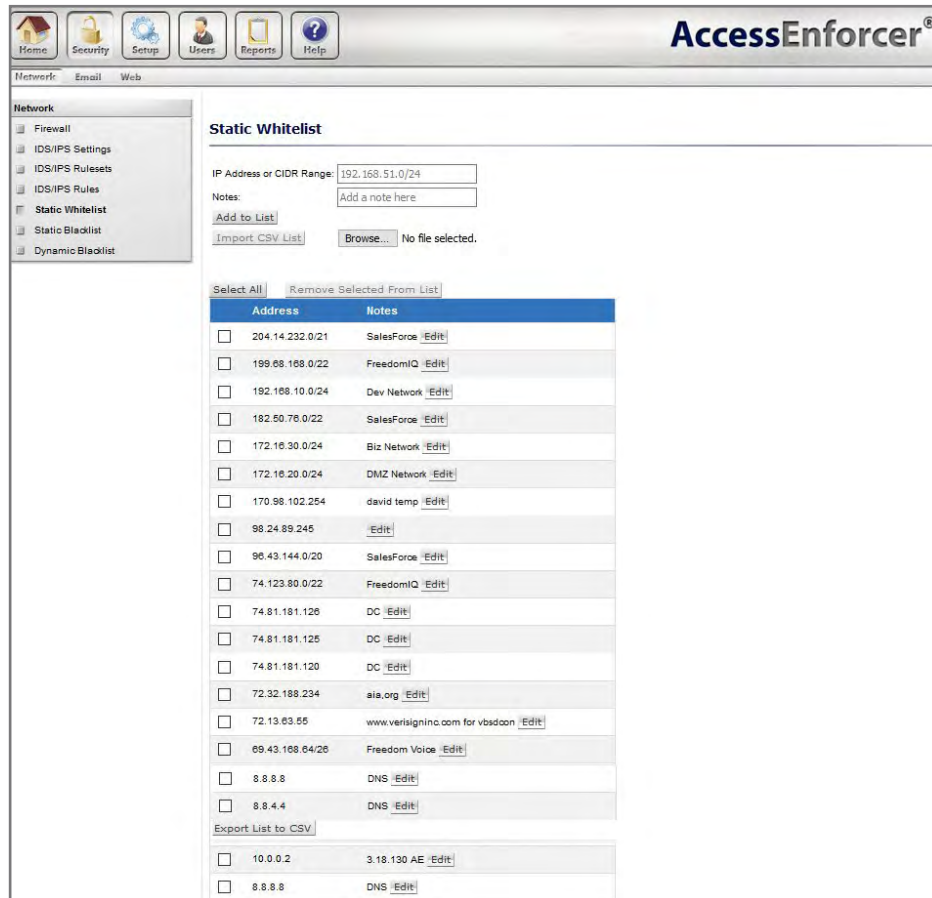 Home Security Setup Users Reports Help
AccessEnforcer®
Network Email Web
Network
Firewall
IDS/IPS Settings
IDS/IPS Rulesets
IDS/IPS Rules
Static Whitelist
Static Blacklist
Dynamic Blacklist
Static Whitelist
IP Address or CIDR Range: 192.168.51.0/24
Notes: Add a note here
Add to List
Import CSV List Browse... No file selected.
Select All Remove Selected From List
Address Notes
204.14.232.0/21 SalesForce Edit
199.68.168.0/22 FreedomIQ Edit
192.168.10.0/24 Dev Network Edit
182.50.76.0/22 SalesForce Edit
172.16.30.0/24 Biz Network Edit
172.16.20.0/24 DMZ Network Edit
170.98.102.254 david temp Edit
98.24.89.245 Edit
96.43.144.0/20 SalesForce Edit
74.123.80.0/22 FreedomIQ Edit
74.81.181.126 DC Edit
74.81.181.125 DC Edit
74.81.181.120 DC Edit
72.32.188.234 aia.org Edit
72.13.63.55 www.verisigninc.com for vbsdcon Edit
69.43.168.64/26 Freedom Voice Edit
8.8.8.8 DNS Edit
8.8.4.4 DNS Edit
Export List to CSV
10.0.0.2 3.18.130 AE Edit
8.8.8.8 DNS Edit